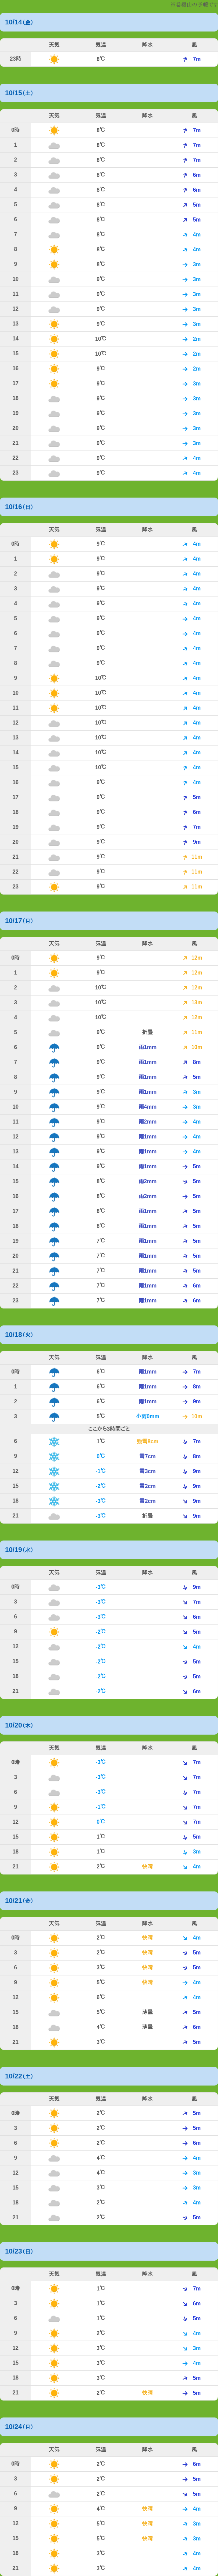 10/14(金)
天気 気温 降水 風
23時 8℃ 7m
10/15(土)
天気 気温 降水 風
0時 8℃ 7m
1 8℃ 7m
2 8℃ 7m
3 8℃ 6m
4 8℃ 6m
5 8℃ 5m
6 8℃ 5m
7 8℃ 4m
8 8℃ 4m
9 8℃ 3m
10 9℃ 3m
11 9℃ 3m
12 9℃ 3m
13 9℃ 3m
14 10℃ 2m
15 10℃ 2m
16 9℃ 2m
17 9℃ 3m
18 9℃ 3m
19 9℃ 3m
20 9℃ 3m
21 9℃ 3m
22 9℃ 4m
23 9℃ 4m
10/16(日)
天気 気温 降水 風
0時 9℃ 4m
1 9℃ 4m
2 9℃ 4m
3 9℃ 4m
4 9℃ 4m
5 9℃ 4m
6 9℃ 4m
7 9℃ 4m
8 9℃ 4m
9 10℃ 4m
10 10℃ 4m
11 10℃ 4m
12 10℃ 4m
13 10℃ 4m
14 10℃ 4m
15 10℃ 4m
16 9℃ 4m
17 9℃ 5m
18 9℃ 6m
19 9℃ 7m
20 9℃ 9m
21 9℃ 11m
22 9℃ 11m
23 9℃ 11m
10/17(月)
天気 気温 降水 風
0時 9℃ 12m
1 9℃ 12m
2 10℃ 12m
3 10℃ 13m
4 10℃ 12m
5 9℃ 折曇 11m
6 9℃ 雨1mm 10m
7 9℃ 雨1mm 8m
8 9℃ 雨1mm 5m
9 9℃ 雨1mm 3m
10 9℃ 雨4mm 3m
11 9℃ 雨2mm 4m
12 9℃ 雨1mm 4m
13 9℃ 雨1mm 4m
14 9℃ 雨1mm 5m
15 8℃ 雨2mm 5m
16 8℃ 雨2mm 5m
17 8℃ 雨1mm 5m
18 8℃ 雨1mm 5m
19 7℃ 雨1mm 5m
20 7℃ 雨1mm 5m
21 7℃ 雨1mm 5m
22 7℃ 雨1mm 6m
23 7℃ 雨1mm 6m
10/18(火)
天気 気温 降水 風
0時 6℃ 雨1mm 7m
1 6℃ 雨1mm 8m
2 6℃ 雨1mm 9m
3 5℃ 小雨0mm 10m
ここから3時間ごと
6 1℃ 9m
9 0℃ 雪7cm 8m
12 -1℃ 雪3cm 9m
15 -2℃ 雪2cm 9m
18 -3℃ 雪2cm 9m
21 -3℃ 折曇 9m
10/19(水)
天気 気温 降水 風
0時 -3℃ 9m
3 -3℃ 7m
6 -3℃ 6m
9 -2℃ 5m
12 -2℃ 4m
15 -2℃ 5m
18 -2℃ 5m
21 -2℃ 6m
10/20(木)
天気 気温 降水 風
0時 -3℃ 7m
3 -3℃ 7m
6 -3℃ 7m
9 -1℃ 7m
12 0℃ 7m
15 1℃ 5m
18 1℃ 3m
21 2℃ 快晴 4m
10/21(金)
天気 気温 降水 風
0時 2℃ 快晴 4m
3 2℃ 快晴 5m
6 3℃ 快晴 5m
9 5℃ 快晴 4m
12 6℃ 4m
15 5℃ 薄曇 5m
18 4℃ 薄曇 6m
21 3℃ 5m
10/22(土)
天気 気温 降水 風
0時 2℃ 5m
3 2℃ 5m
6 2℃ 6m
9 4℃ 4m
12 4℃ 3m
15 3℃ 3m
18 2℃ 4m
21 2℃ 5m
10/23(日)
天気 気温 降水 風
0時 1℃ 7m
3 1℃ 6m
6 1℃ 5m
9 2℃ 4m
12 3℃ 3m
15 3℃ 4m
18 3℃ 5m
21 2℃ 快晴 5m
10/24(月)
天気 気温 降水 風
0時 2℃ 6m
3 2℃ 5m
6 2℃ 5m
9 4℃ 快晴 4m
12 5℃ 快晴 3m
15 5℃ 快晴 3m
18 3℃ 4m
21 3℃ 4m